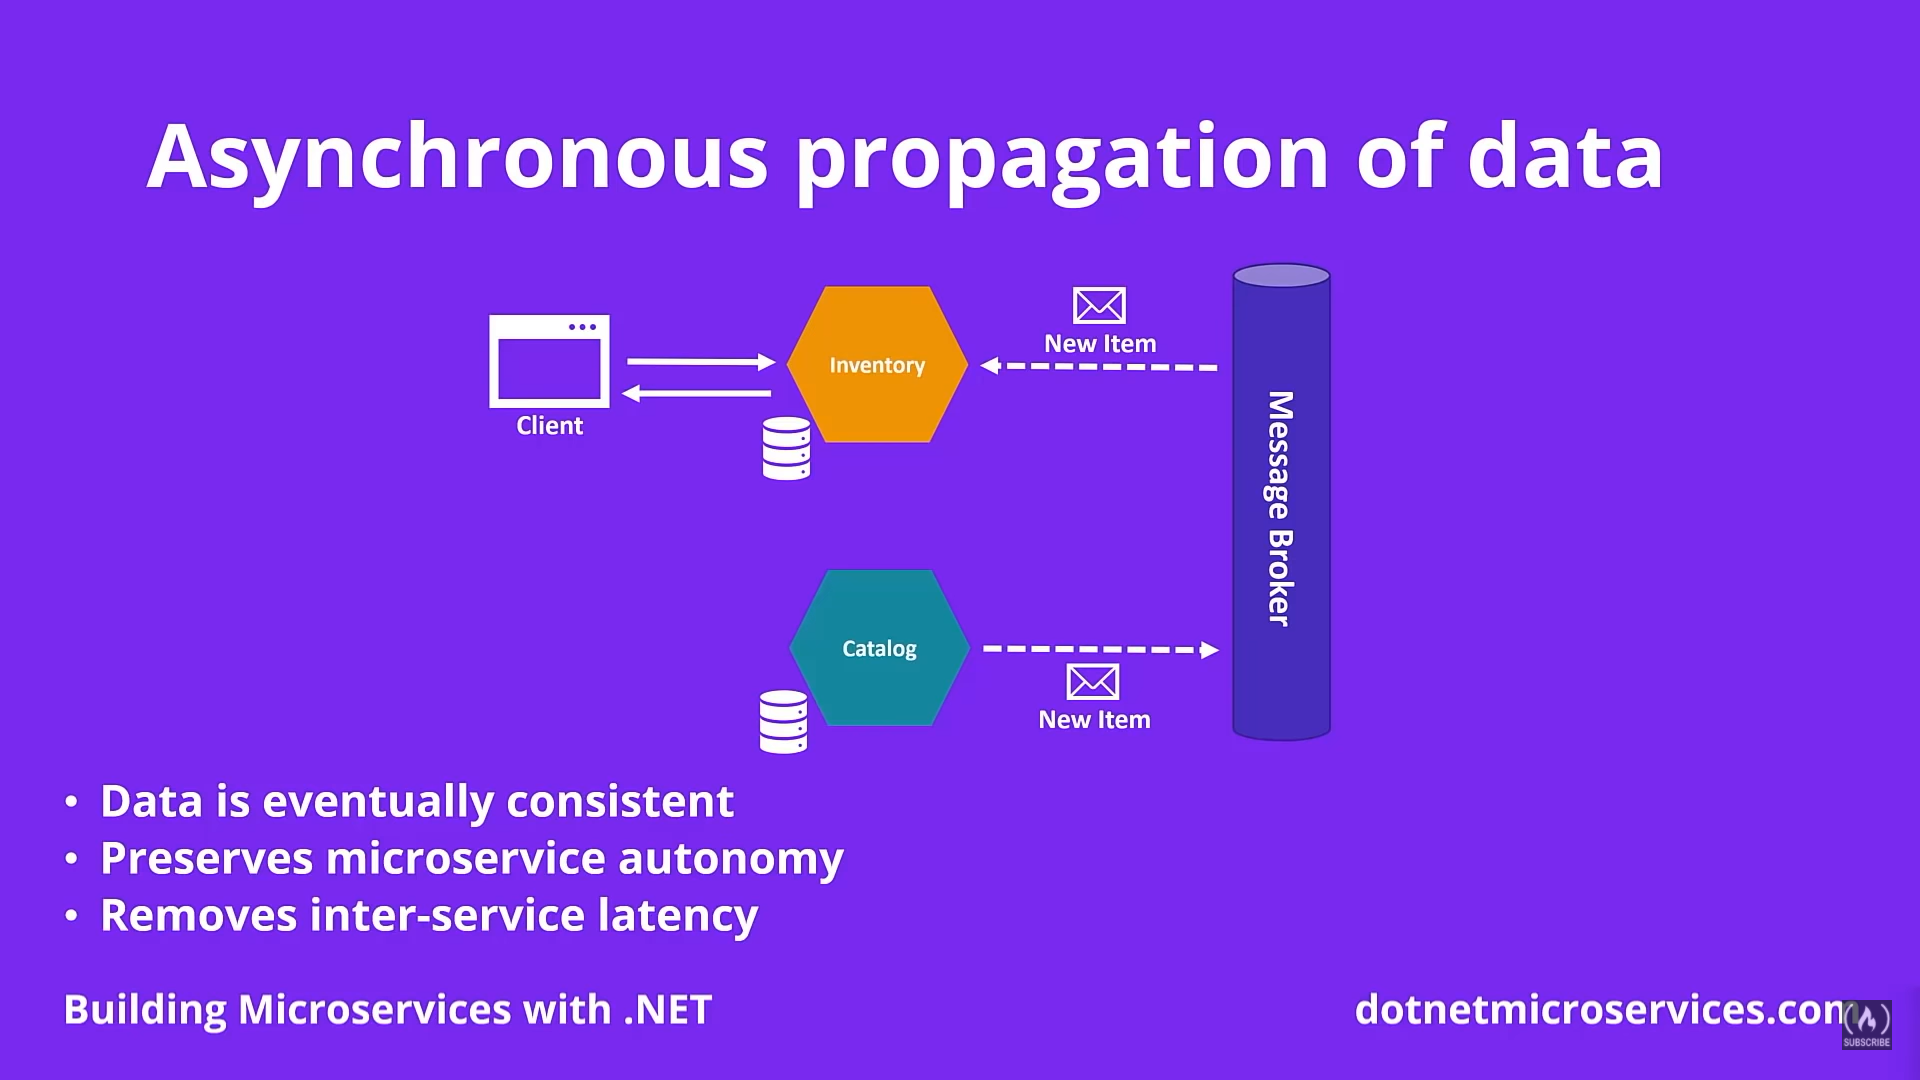 Asynchronous propagation of data
New Item
Inventory
Client
Message Broker
Catalog
New Item
• Data is eventually consistent
• Preserves microservice autonomy
• Removes inter-service latency
Building Microservices with .NET
dotnetmicroservices.com
SUBSCRIBE